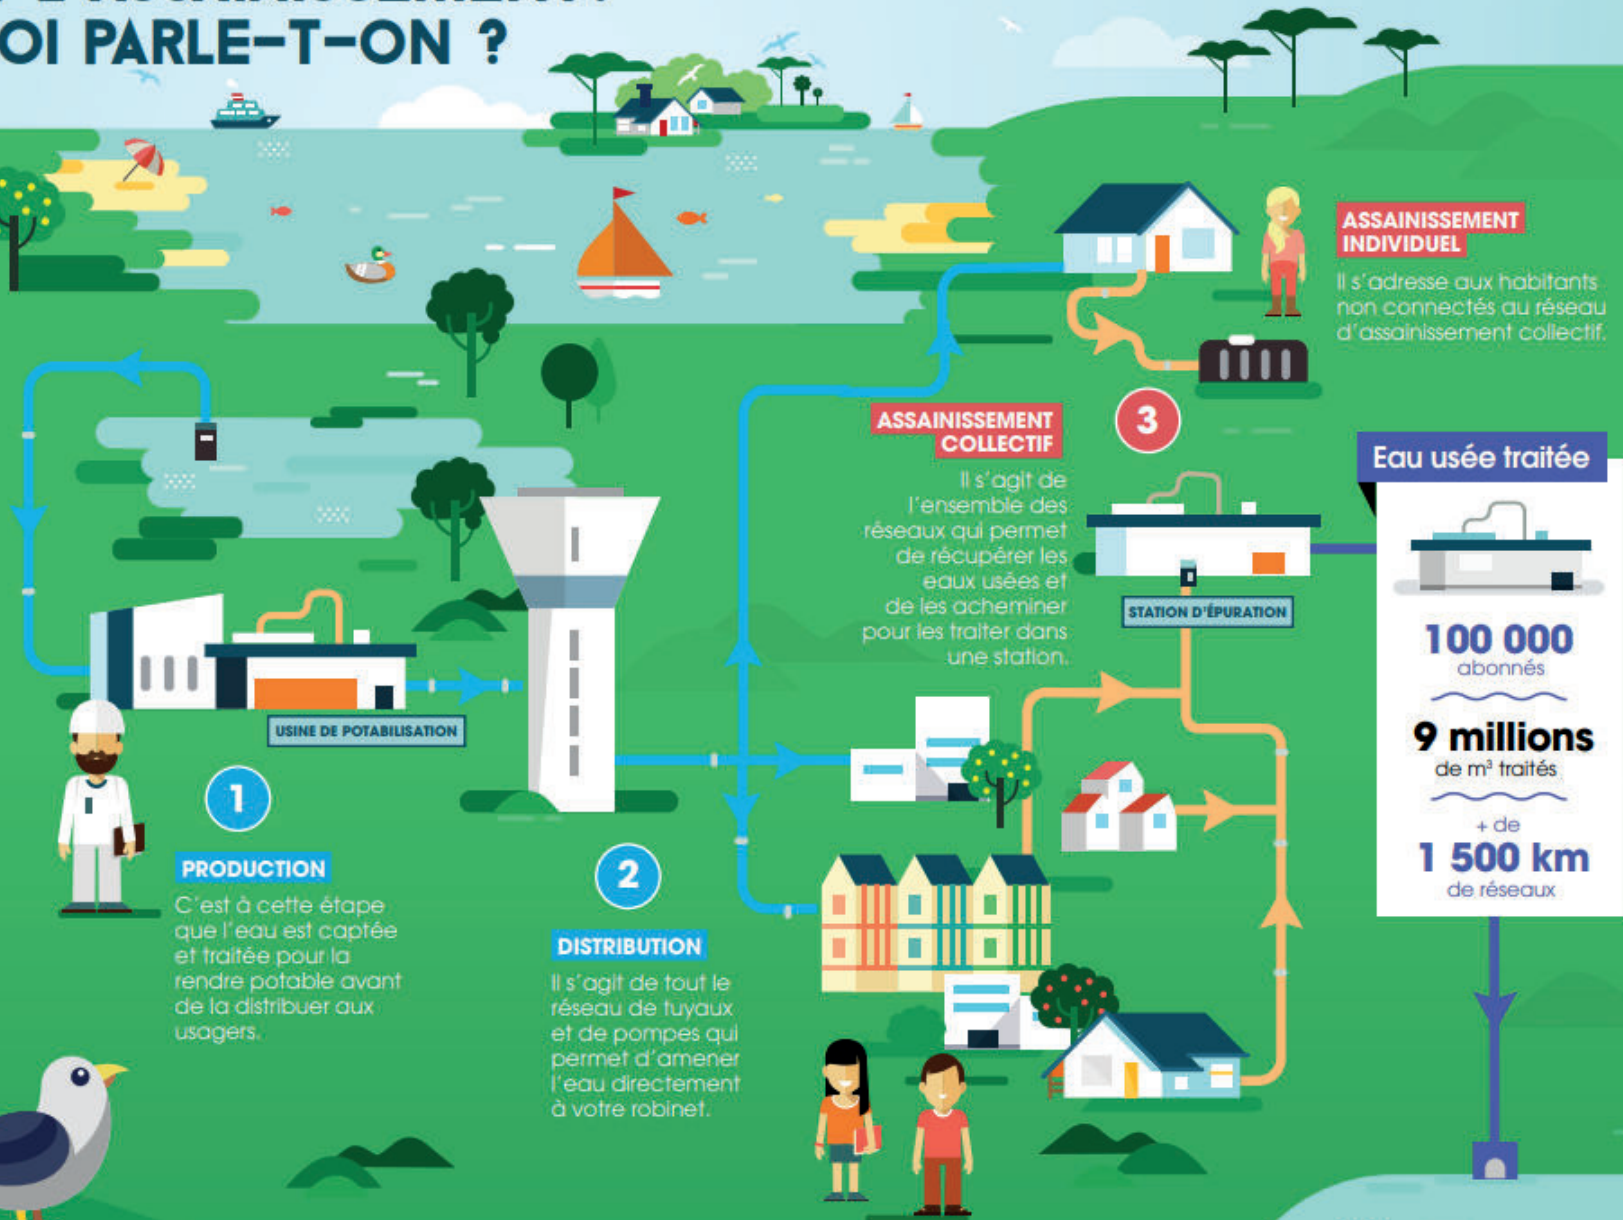 OI PARLE-T-ON ?
ASSAINISSEMENT
INDIVIDUEL
Il s'adresse aux habitants
non connectés au réseau
d'assainissement collectif.
3
ASSAINISSEMENT
COLLECTIF
Il s'agit de
l'ensemble des
réseaux qui permet
de récupérer les
eaux usées et
de les acheminer
pour les traiter dans
une station.
STATION D'ÉPURATION
Eau usée traitée
100 000
abonnés
9 millions
de m³ traités
+ de
1 500 km
de réseaux
USINE DE POTABILISATION
1
PRODUCTION
C'est à cette étape
que l'eau est captée
et traitée pour la
rendre potable avant
de la distribuer aux
usagers.
2
DISTRIBUTION
Il s'agit de tout le
réseau de tuyaux
et de pompes qui
permet d'amener
l'eau directement
à votre robinet.